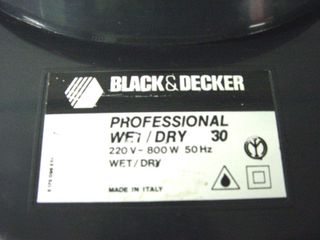 BLACK & DECKER
PROFESSIONAL
WET / DRY 30
220 V - 800 W 50 Hz
WET / DRY
MADE IN ITALY